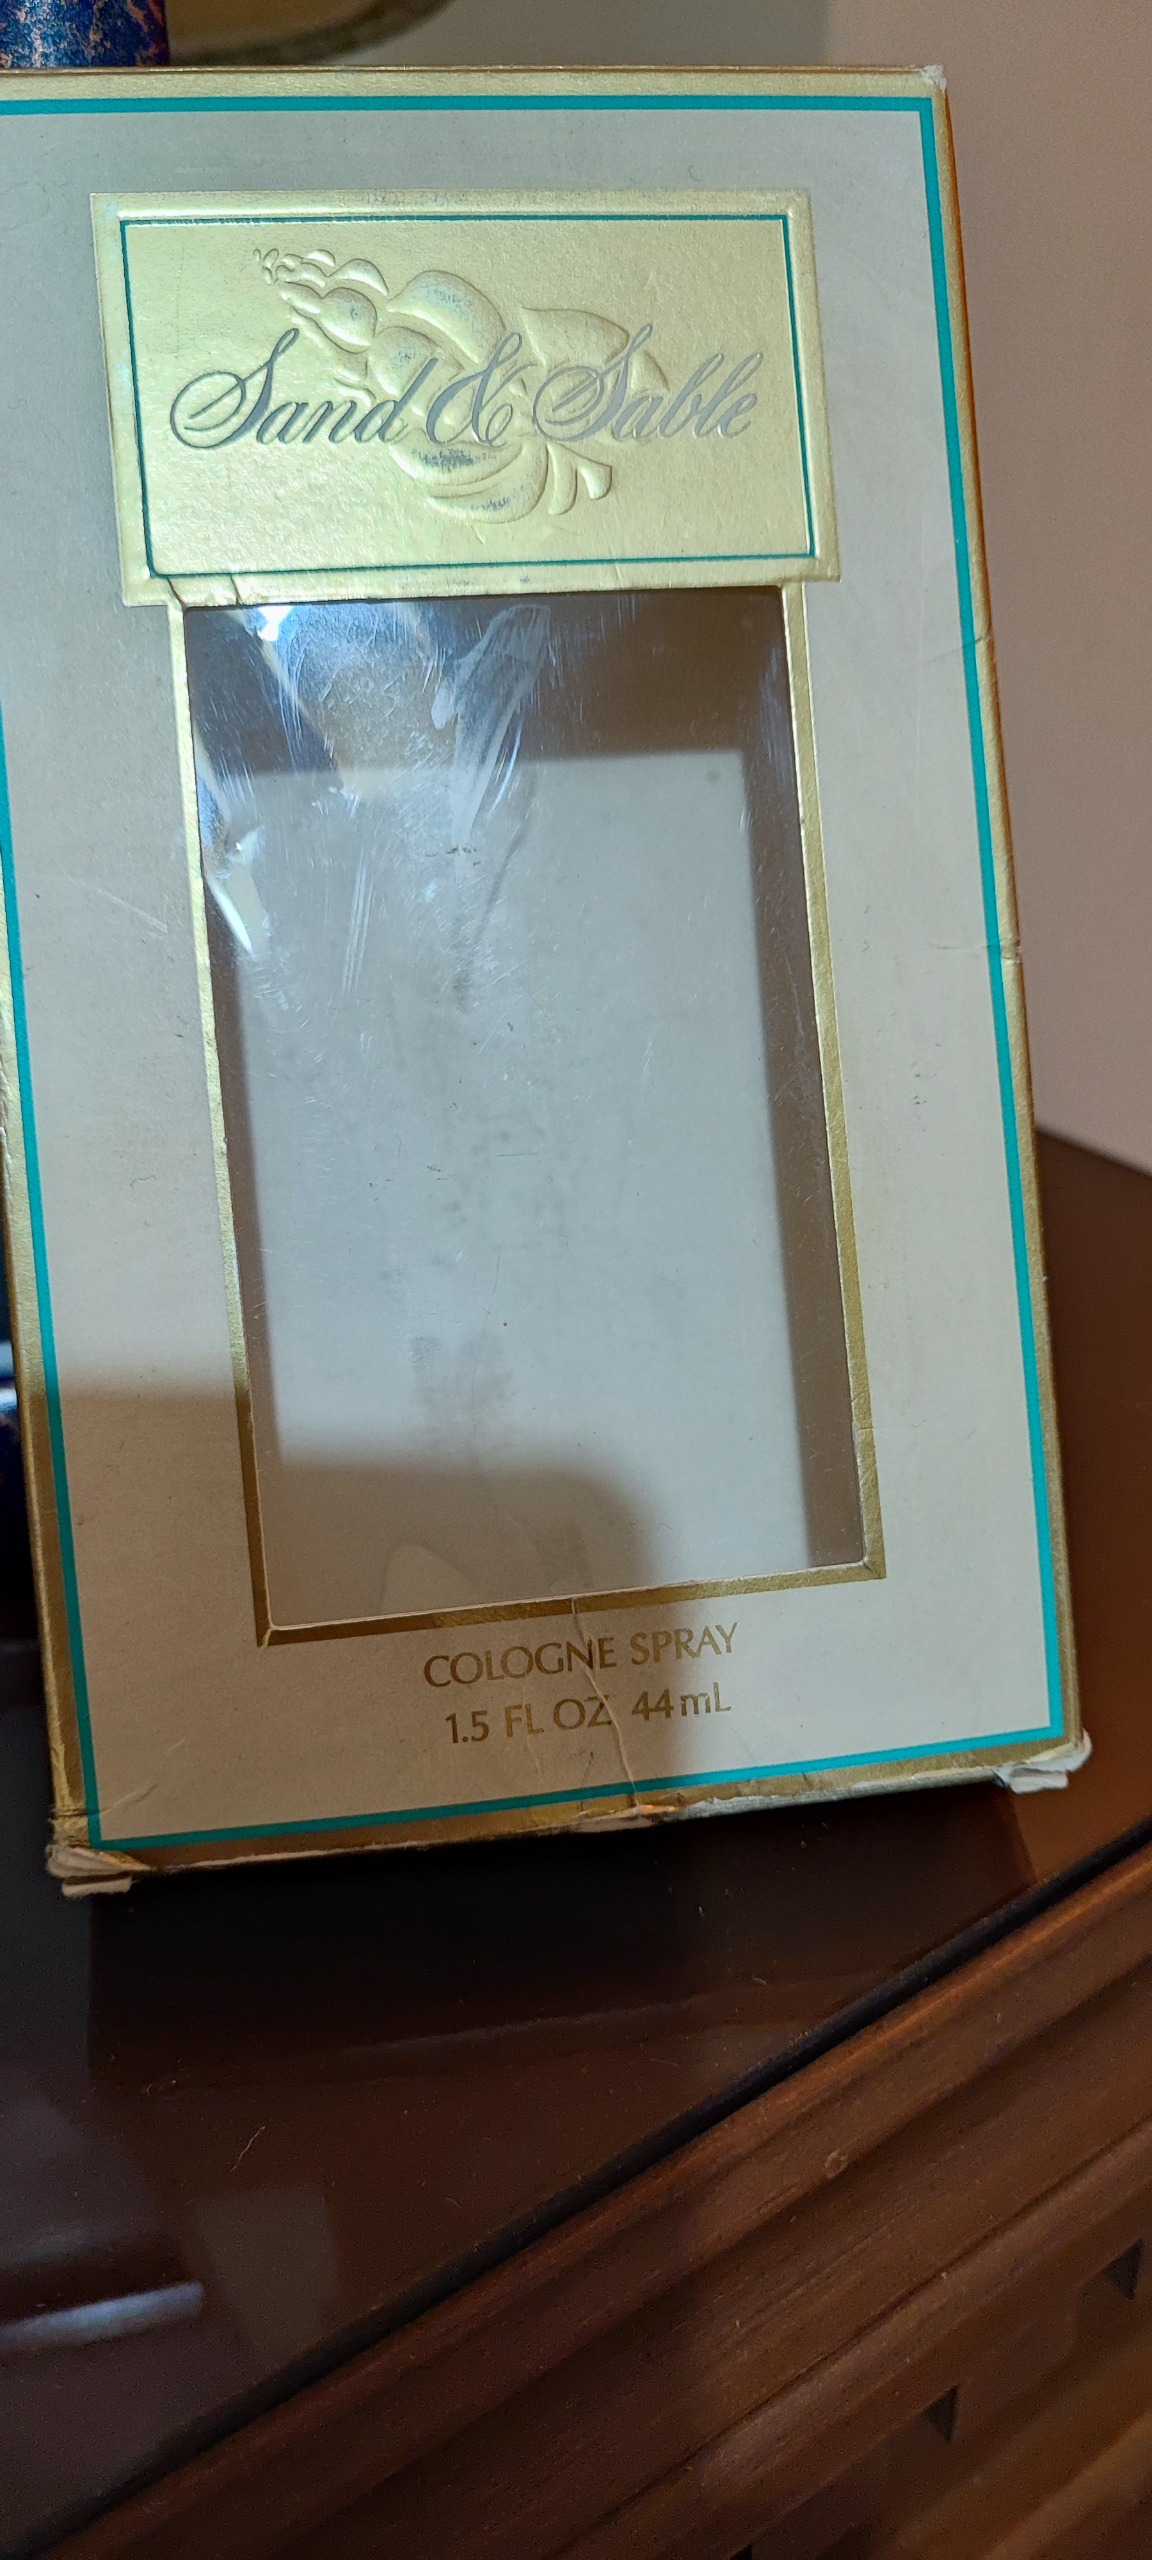 Sand & Sable
COLOGNE SPRAY
1.5 FL OZ 44mL